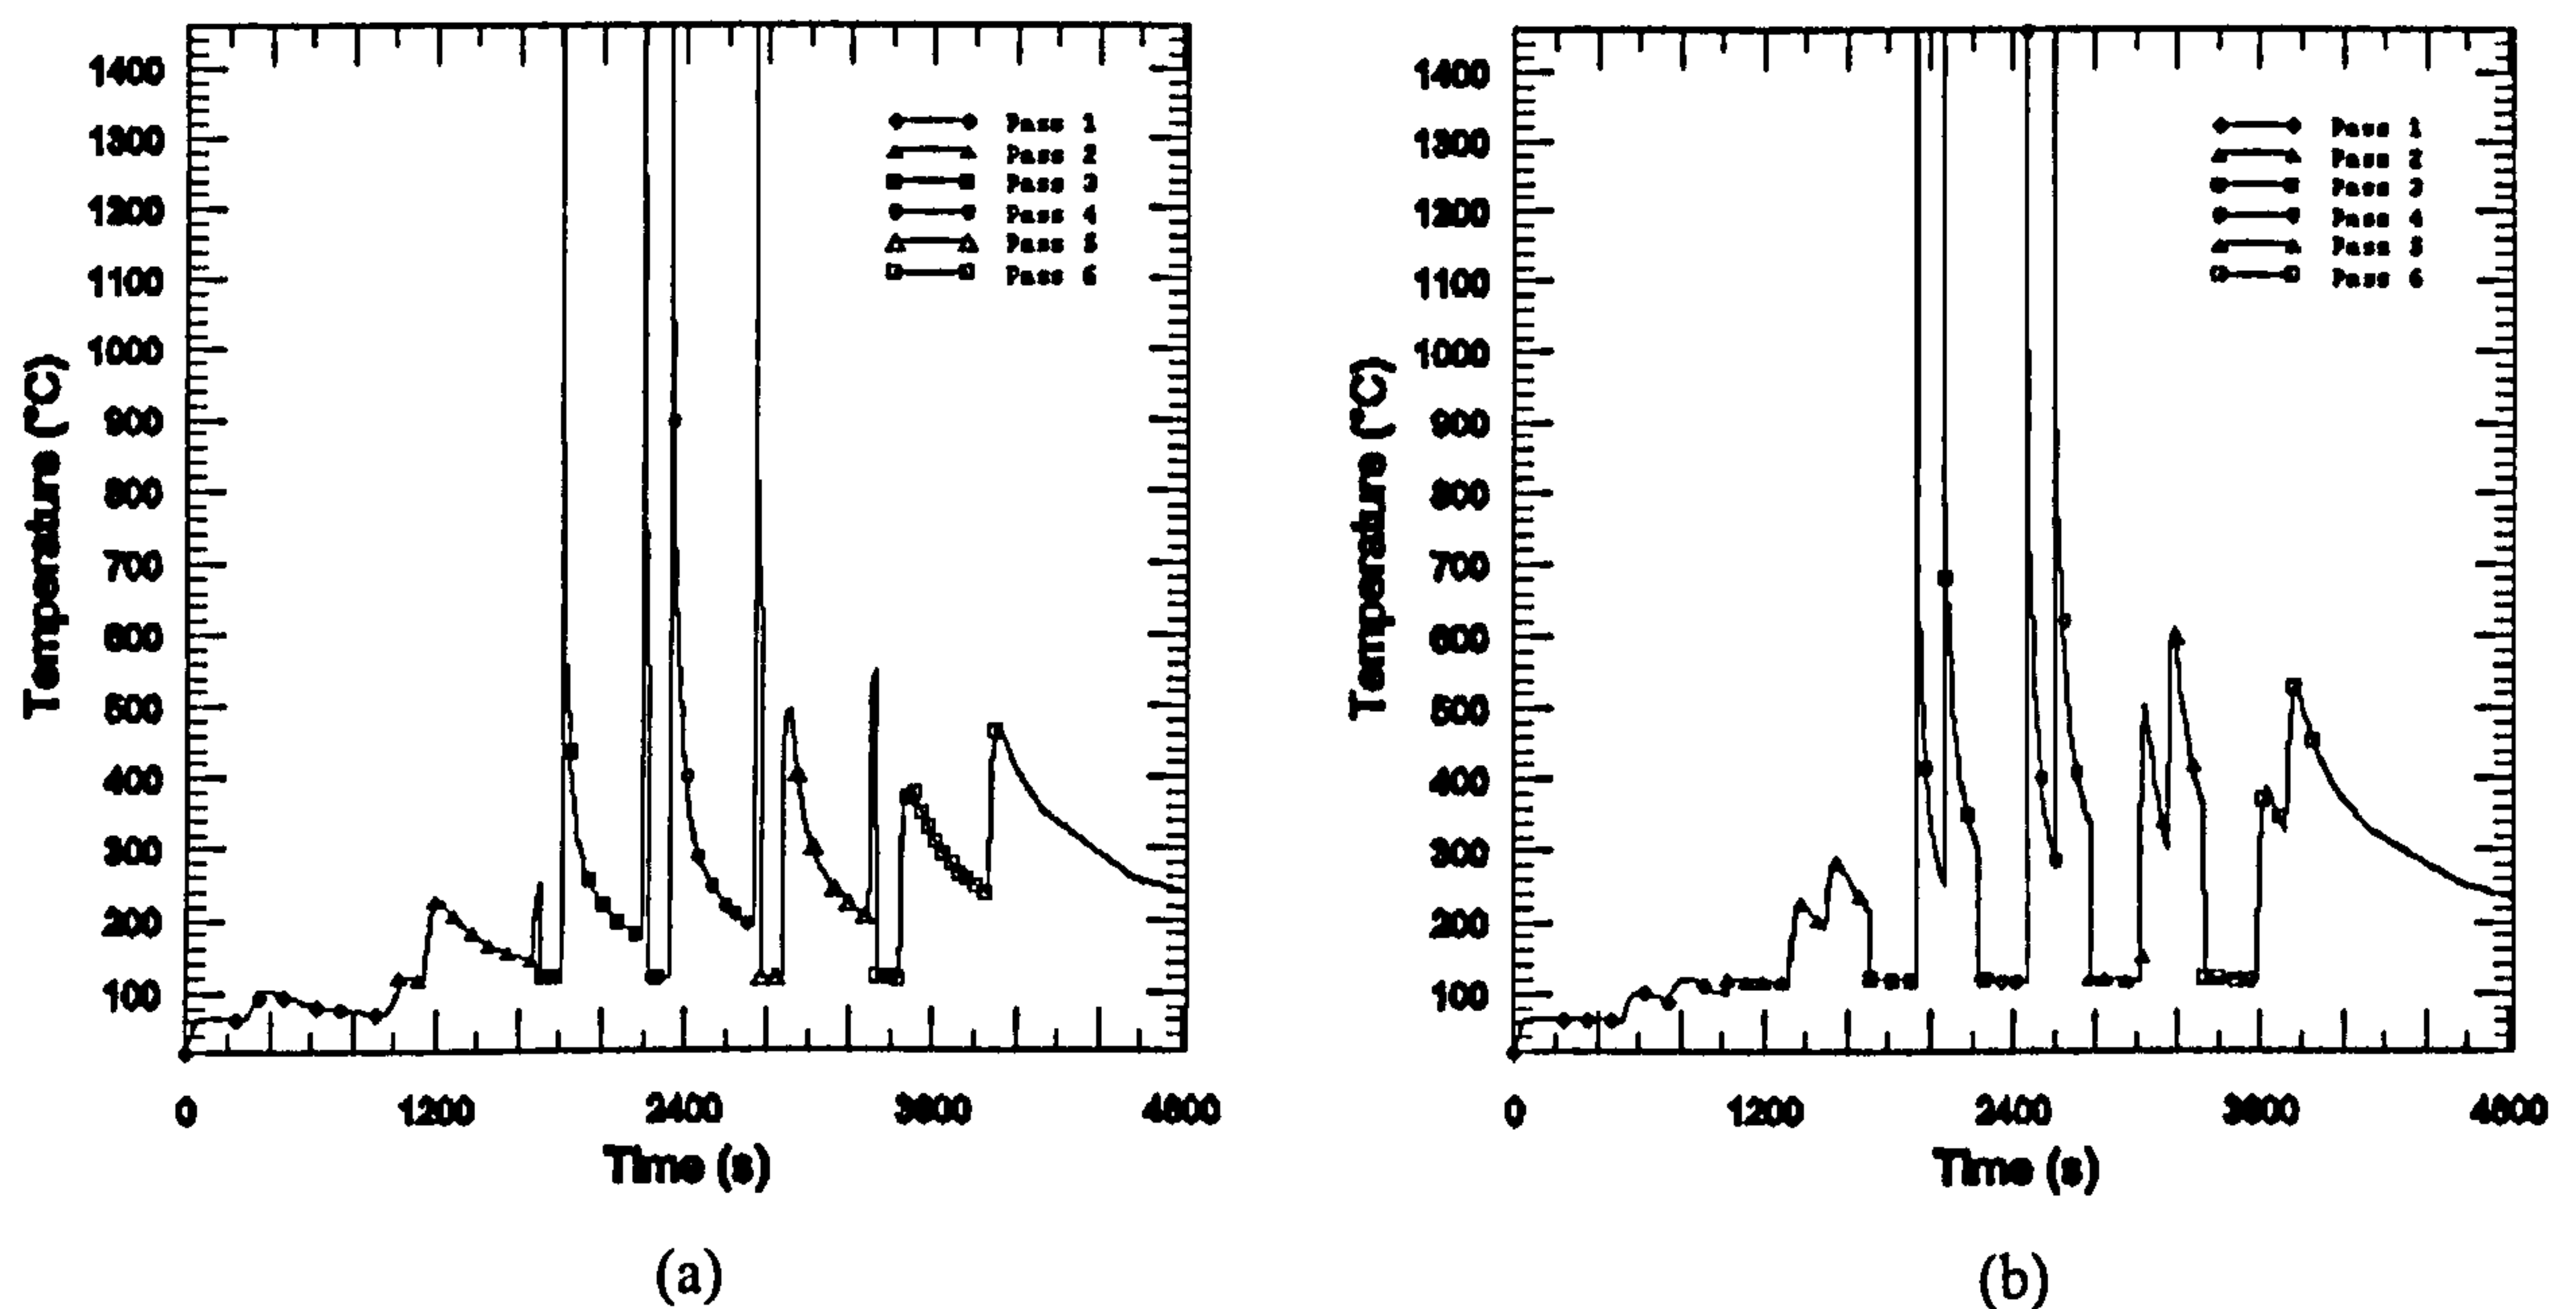 1400
1300
1200
1100
1000
900
800
700
600
500
400
300
200
100
Temperature (°C)
Pass 1
Pass 2
Pass 3
Pass 4
Pass 5
Pass 6
0 1200 2400 3600 4800
Time (s)
(a)
1400
1300
1200
1100
1000
900
800
700
600
500
400
300
200
100
Temperature (°C)
Pass 1
Pass 2
Pass 3
Pass 4
Pass 5
Pass 6
0 1200 2400 3600 4800
Time (s)
(b)